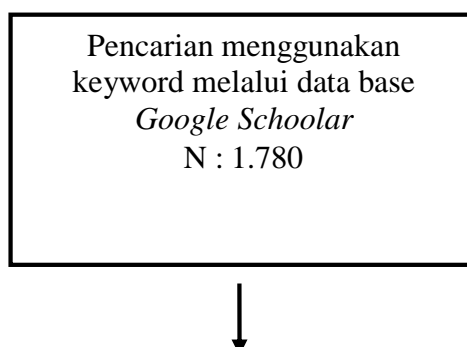 Pencarian menggunakan
keyword melalui data base
Google Schoolar
N : 1.780